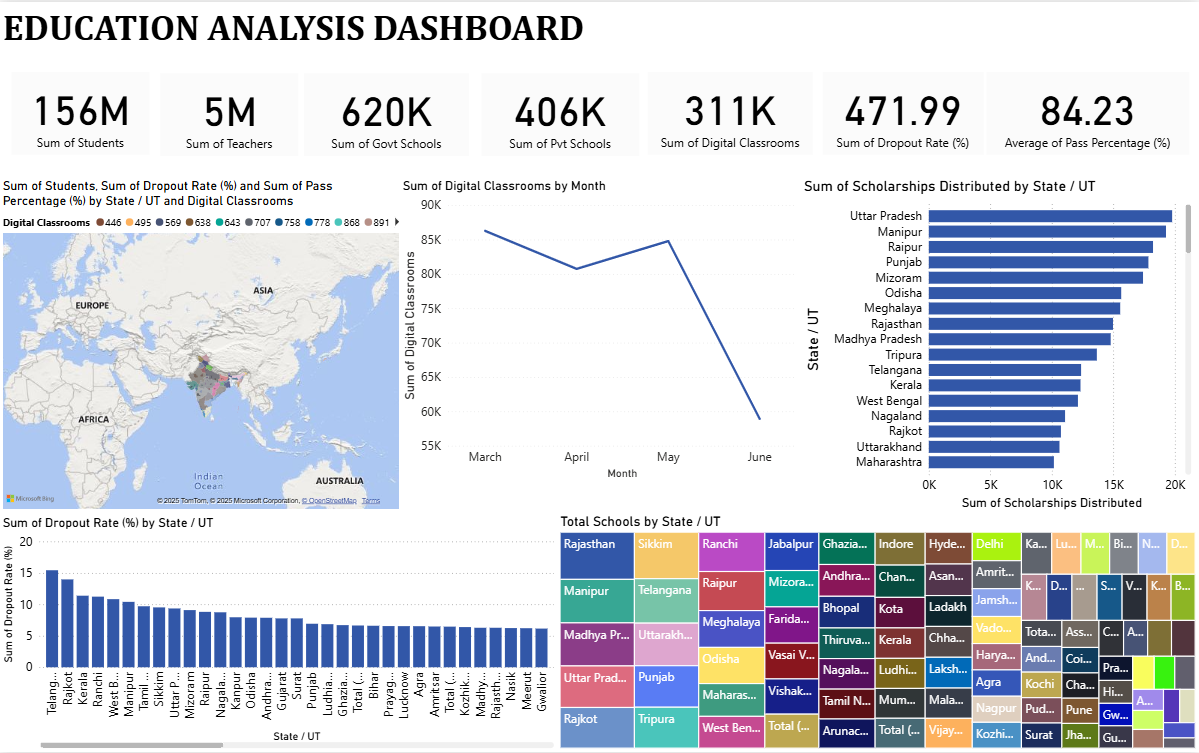 EDUCATION ANALYSIS DASHBOARD
156M
Sum of Students
5M
Sum of Teachers
620K
Sum of Govt Schools
406K
Sum of Pvt Schools
311K
Sum of Digital Classrooms
471.99
Sum of Dropout Rate (%)
84.23
Average of Pass Percentage (%)
Sum of Students, Sum of Dropout Rate (%) and Sum of Pass
Percentage (%) by State / UT and Digital Classrooms
Digital Classrooms 446 495 569 638 643 707 758 778 868 891
ASIA
EUROPE
AFRICA
Indian
Ocean
AUSTRALIA
Microsoft Bing
© 2025 TomTom, © 2025 Microsoft Corporation, © OpenStreetMap Terms
Sum of Digital Classrooms by Month
Sum of Digital Classrooms
90K
85K
80K
75K
70K
65K
60K
55K
March April May June
Month
Sum of Scholarships Distributed by State / UT
State / UT
Uttar Pradesh
Manipur
Raipur
Punjab
Mizoram
Odisha
Meghalaya
Rajasthan
Madhya Pradesh
Tripura
Telangana
Kerala
West Bengal
Nagaland
Rajkot
Uttarakhand
Maharashtra
0K 5K 10K 15K 20K
Sum of Scholarships Distributed
Sum of Dropout Rate (%) by State / UT
Sum of Dropout Rate (%)
20
15
10
5
0
Telang...
Rajkot
Kerala
Ranchi
West B...
Manipur
Tamil ...
Sikkim
Uttar P...
Mizoram
Raipur
Nagala...
Kanpur
Odisha
Andhra...
Gujarat
Surat
Punjab
Ludhia...
Ghazia...
Total (...
Bihar
Prayag...
Lucknow
Agra
Amritsar
Total (...
Kozhik...
Madhy...
Rajasth...
Nasik
Meerut
Gwalior
State / UT
Total Schools by State / UT
Rajasthan
Manipur
Madhya Pr...
Uttar Prad...
Rajkot
Sikkim
Telangana
Uttarakh...
Punjab
Tripura
Ranchi
Raipur
Meghalaya
Odisha
Maharas...
West Ben...
Jabalpur
Mizora...
Farida...
Vasai V...
Vishak...
Total (...
Ghazia...
Andhra...
Bhopal
Thiruva...
Nagala...
Tamil N...
Arunac...
Indore
Chan...
Kota
Kerala
Ludhi...
Mum...
Total (...
Hyde...
Asan...
Ladakh
Chha...
Laksh...
Mala...
Vijay...
Delhi
Amrit...
Jamsh...
Vado...
Harya...
Agra
Nagpur
Kozhi...
Ka...
Lu...
M...
Bi...
N...
D...
K...
D...
...
S...
V...
K...
B...
Tota...
And...
Kochi
Pud...
Surat
Ass...
Coi...
Cha...
Pune
Jha...
C...
A...
Pra...
Hi...
Gw...
Gu...
A...